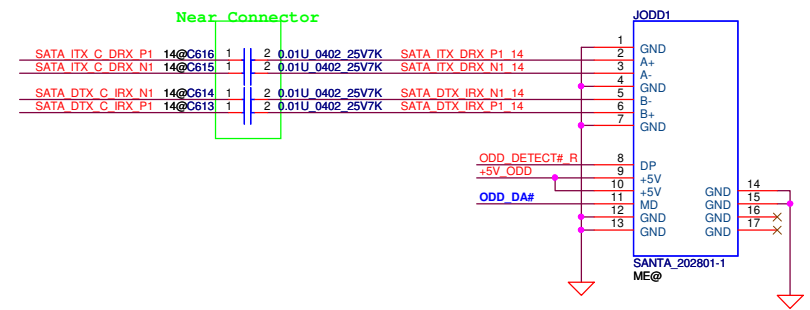 Near Connector
JODD1
SATA_ITX_C_DRX_P1 14@C616 1 2 0.01U_0402_25V7K SATA_ITX_DRX_P1_14
SATA_ITX_C_DRX_N1 14@C615 1 2 0.01U_0402_25V7K SATA_ITX_DRX_N1_14
SATA_DTX_C_IRX_N1 14@C614 1 2 0.01U_0402_25V7K SATA_DTX_IRX_N1_14
SATA_DTX_C_IRX_P1 14@C613 1 2 0.01U_0402_25V7K SATA_DTX_IRX_P1_14
1 GND
2 A+
3 A-
4 GND
5 B-
6 B+
7 GND
ODD_DETECT#_R 8 DP
+5V_ODD 9 +5V
10 +5V GND 14
ODD_DA# 11 MD GND 15
12 GND GND 16
13 GND GND 17
SANTA_202801-1
ME@